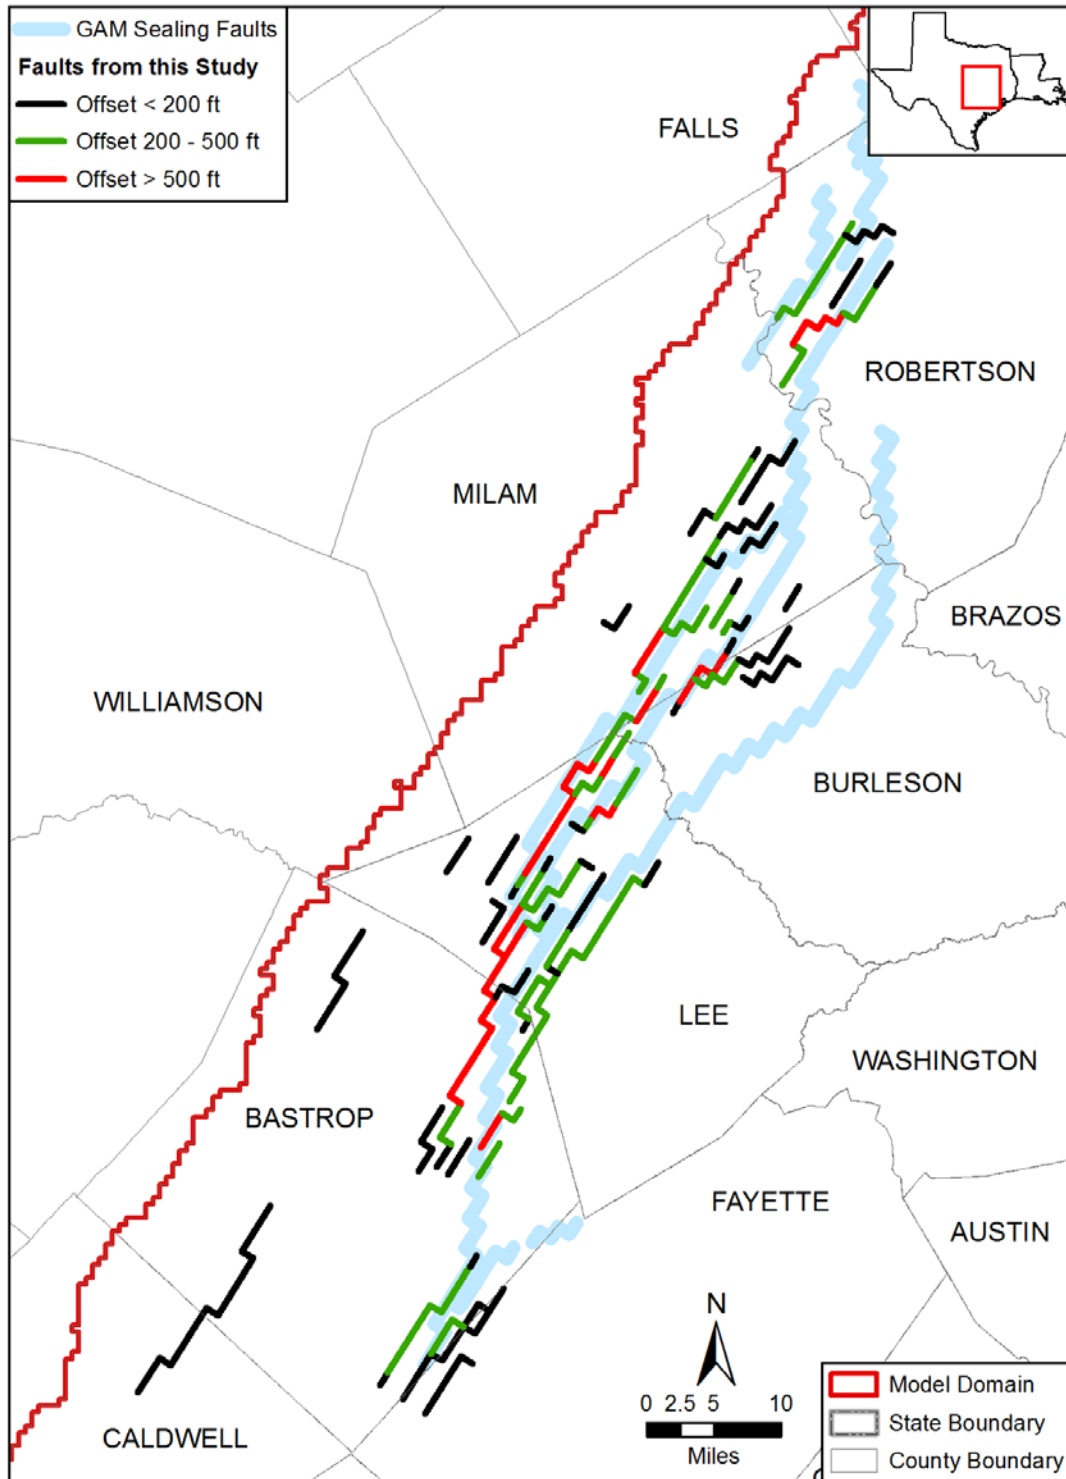 GAM Sealing Faults
Faults from this Study
Offset < 200 ft
Offset 200 - 500 ft
Offset > 500 ft
FALLS
ROBERTSON
MILAM
BRAZOS
WILLIAMSON
BURLESON
LEE
WASHINGTON
BASTROP
FAYETTE
AUSTIN
N
0 2.5 5 10
Miles
CALDWELL
Model Domain
State Boundary
County Boundary